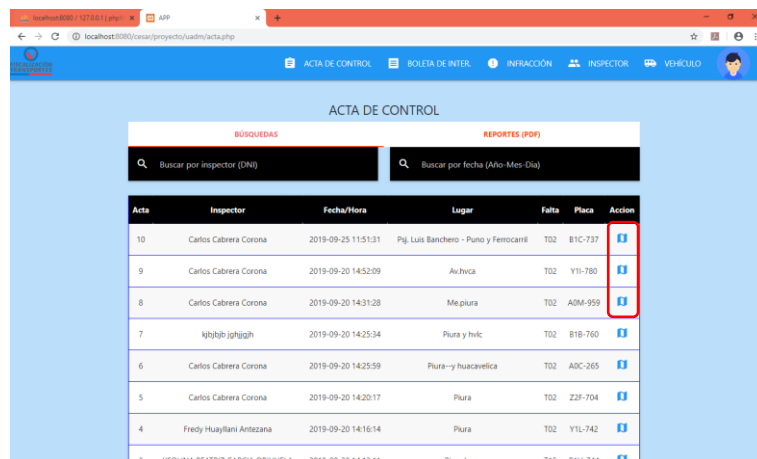 localhost:8080 / 127.0.0.1 | php
APP
localhost:8080/cesar/proyecto/uadm/acta.php
FISCALIZACIÓN
TRANSPORTES
ACTA DE CONTROL
BOLETA DE INTER.
INFRACCIÓN
INSPECTOR
VEHÍCULO
ACTA DE CONTROL
BÚSQUEDAS REPORTES (PDF)
Buscar por inspector (DNI) Buscar por fecha (Año-Mes-Día)
Acta Inspector Fecha/Hora Lugar Falta Placa Accion
10 Carlos Cabrera Corona 2019-09-25 11:51:31 Psj. Luis Banchero - Puno y Ferrocarril T02 B1C-737
9 Carlos Cabrera Corona 2019-09-20 14:52:09 Av.hvca T02 Y1I-780
8 Carlos Cabrera Corona 2019-09-20 14:31:28 Me.piura T02 A0M-959
7 kjbjbjb jghjjgjh 2019-09-20 14:25:34 Piura y hvlc T02 B1B-760
6 Carlos Cabrera Corona 2019-09-20 14:25:59 Piura--y huacavelica T02 A0C-265
5 Carlos Cabrera Corona 2019-09-20 14:20:17 Piura T02 Z2F-704
4 Fredy Huayllani Antezana 2019-09-20 14:16:14 Piura T02 Y1L-742